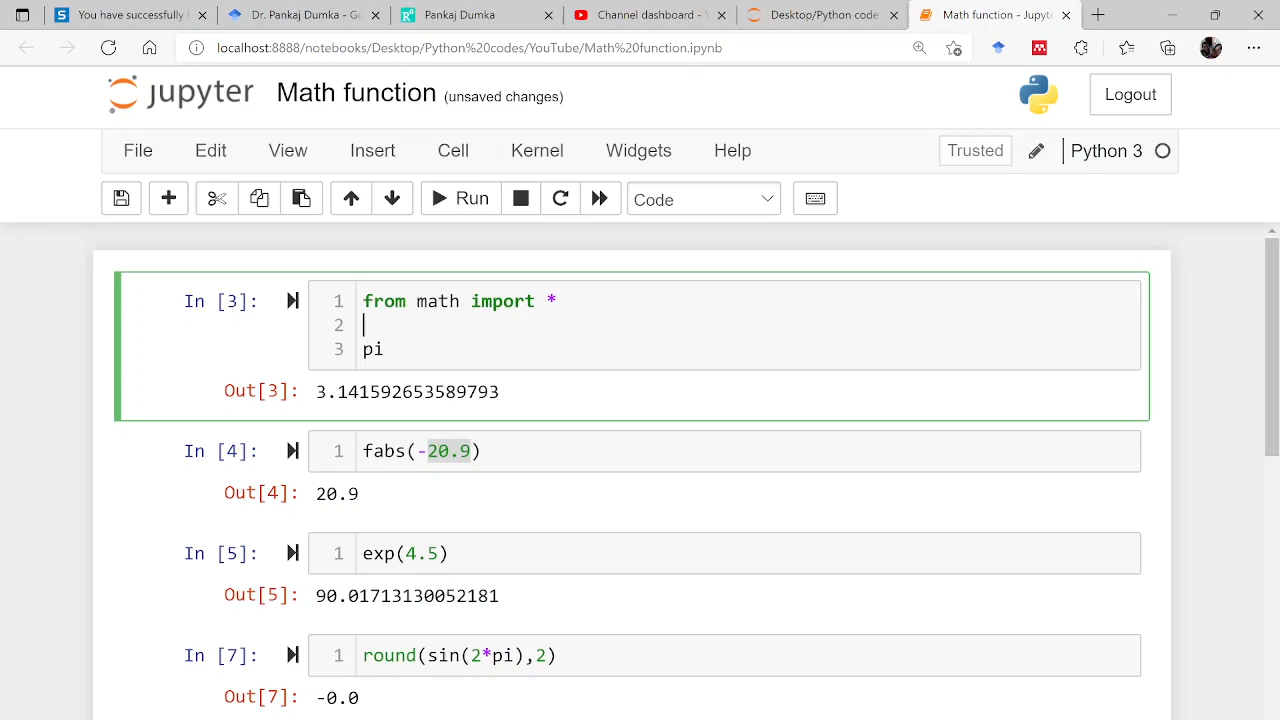 You have successfully l
Dr. Pankaj Dumka - Go
Pankaj Dumka
Channel dashboard - Y
Desktop/Python codes/
Math function - Jupyte
localhost:8888/notebooks/Desktop/Python%20codes/YouTube/Math%20function.ipynb
jupyter Math function (unsaved changes)
Logout
File Edit View Insert Cell Kernel Widgets Help Trusted Python 3
Run Code
In [3]: 1 from math import *
2
3 pi
Out[3]: 3.141592653589793
In [4]: 1 fabs(-20.9)
Out[4]: 20.9
In [5]: 1 exp(4.5)
Out[5]: 90.01713130052181
In [7]: 1 round(sin(2*pi),2)
Out[7]: -0.0